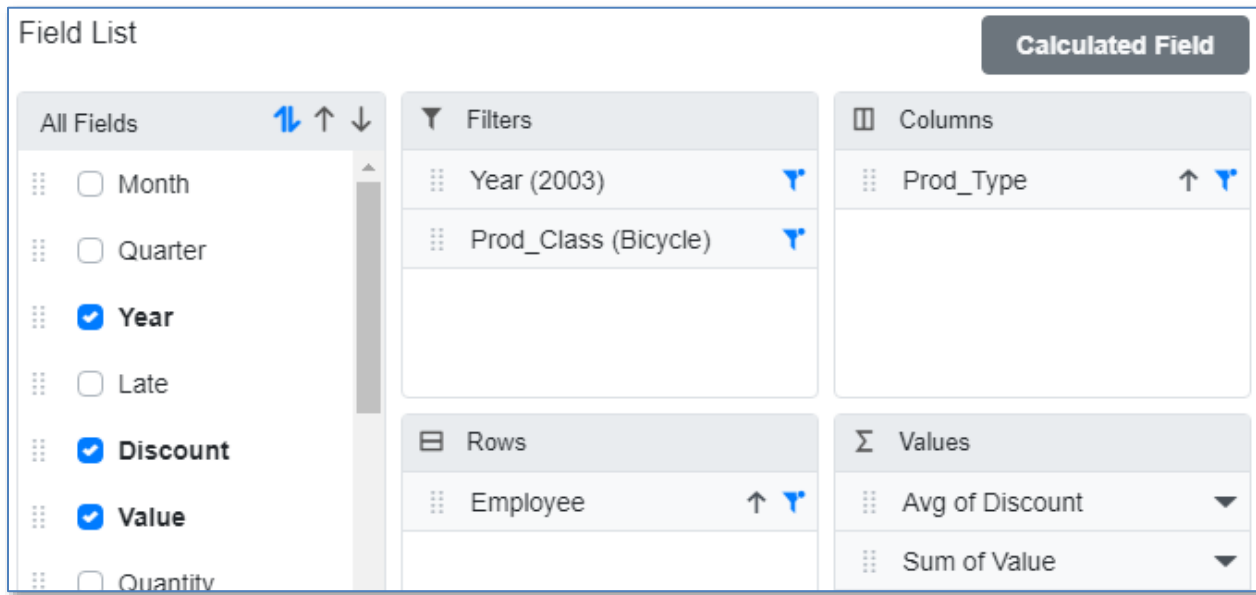 Field List
Calculated Field
All Fields
Month
Quarter
Year
Late
Discount
Value
Quantity
Filters
Year (2003)
Prod_Class (Bicycle)
Columns
Prod_Type
Rows
Employee
Σ Values
Avg of Discount
Sum of Value